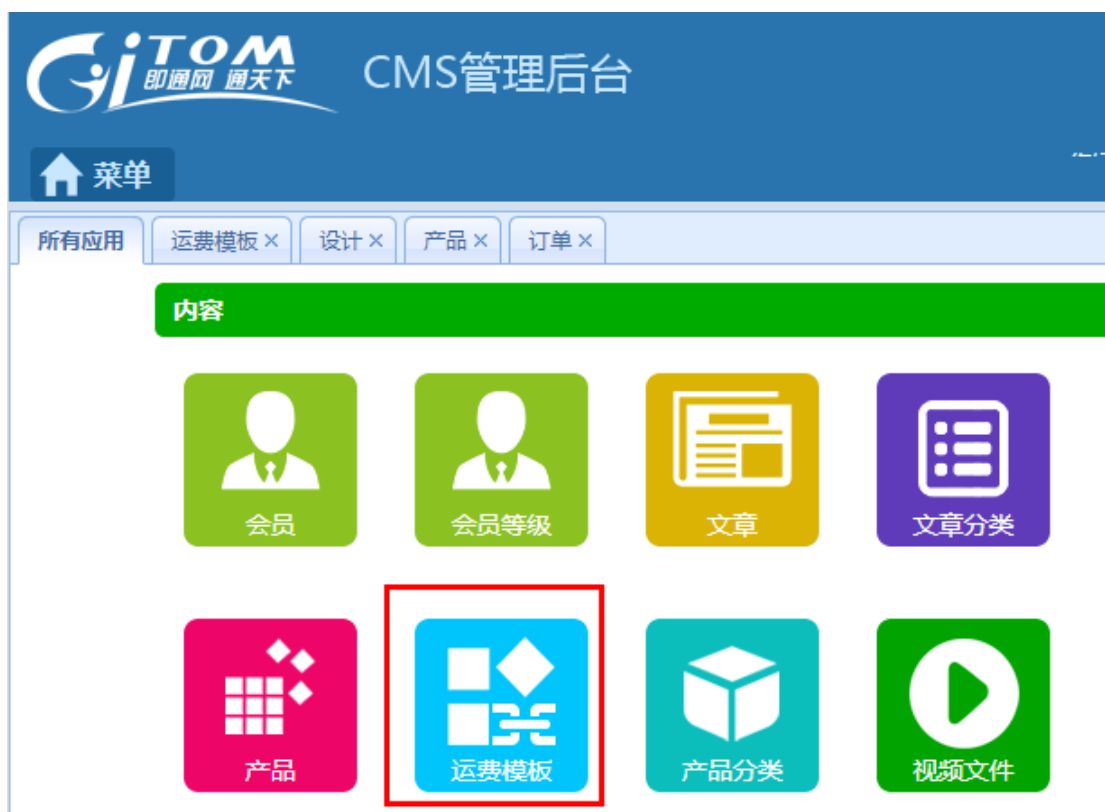 GiTOM
即通网 通天下
CMS管理后台
菜单
所有应用 运费模板 设计 产品 订单
内容
会员 会员等级 文章 文章分类
产品 运费模板 产品分类 视频文件